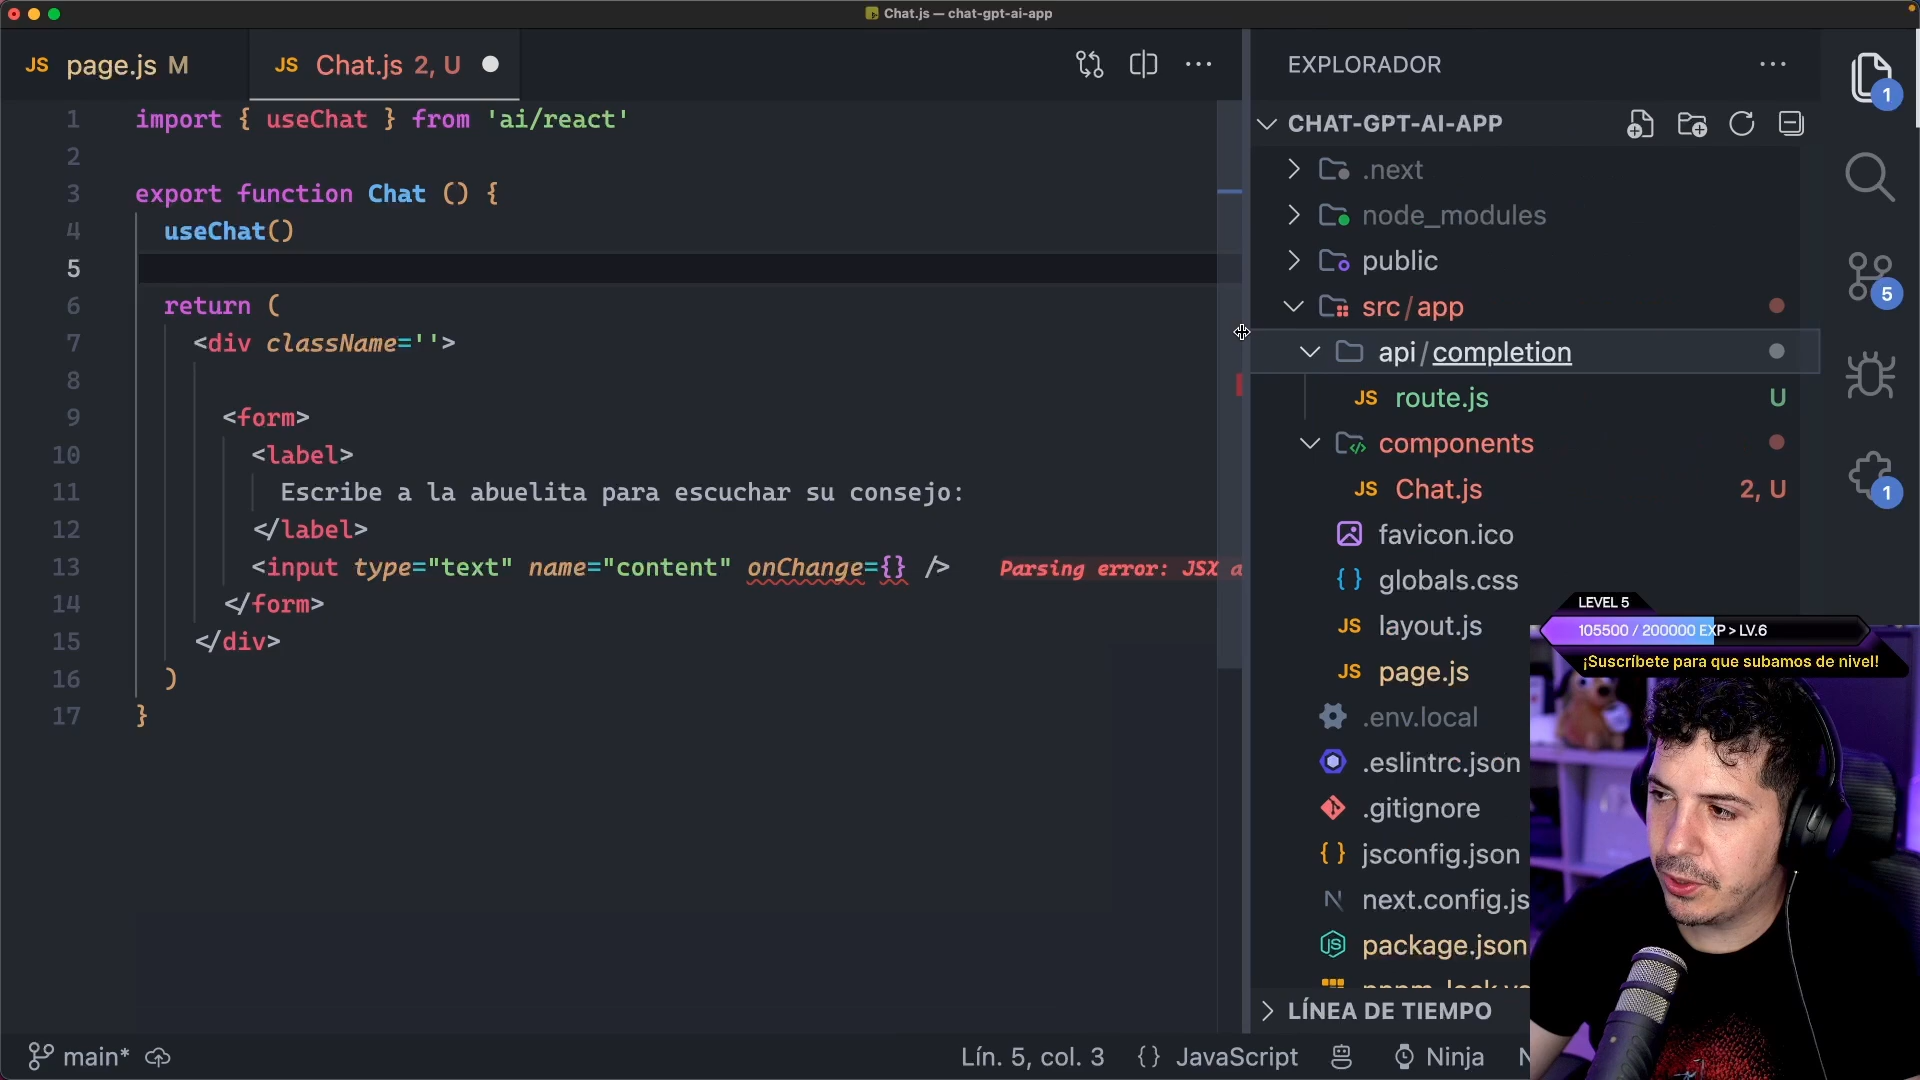 Chat.js — chat-gpt-ai-app
JS page.js M
JS Chat.js 2, U
1 import { useChat } from 'ai/react'
2
3 export function Chat () {
4 useChat()
5
6 return (
7 <div className=''>
8
9 <form>
10 <label>
11 Escribe a la abuelita para escuchar su consejo:
12 </label>
13 <input type="text" name="content" onChange={} /> Parsing error: JSX a
14 </form>
15 </div>
16 )
17 }
main*
Lín. 5, col. 3
{} JavaScript
Ninja
EXPLORADOR
CHAT-GPT-AI-APP
.next
node_modules
public
src/app
api/completion
JS route.js U
components
JS Chat.js 2, U
favicon.ico
{} globals.css
JS layout.js
JS page.js
.env.local
.eslintrc.json
.gitignore
{} jsconfig.json
N next.config.js
JS package.json
LÍNEA DE TIEMPO
1
5
1
LEVEL 5
105500 / 200000 EXP > LV.6
¡Suscríbete para que subamos de nivel!